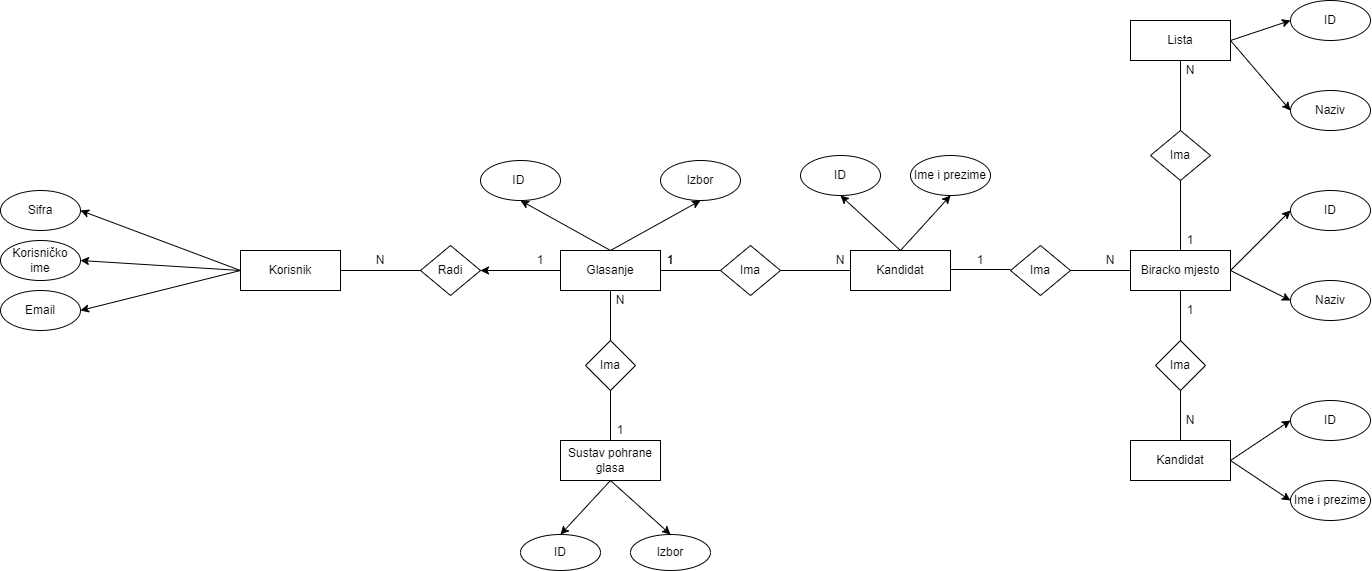 ID
Lista
N
Naziv
Ima
ID
Izbor
ID
Ime i prezime
Sifra
Korisničko
ime
Email
Korisnik
N
Radi
1
Glasanje
1
Ima
N
Kandidat
1
Ima
N
1
Biracko mjesto
1
ID
Naziv
N
Ima
1
Sustav pohrane
glasa
ID
Izbor
Ima
N
Kandidat
ID
Ime i prezime